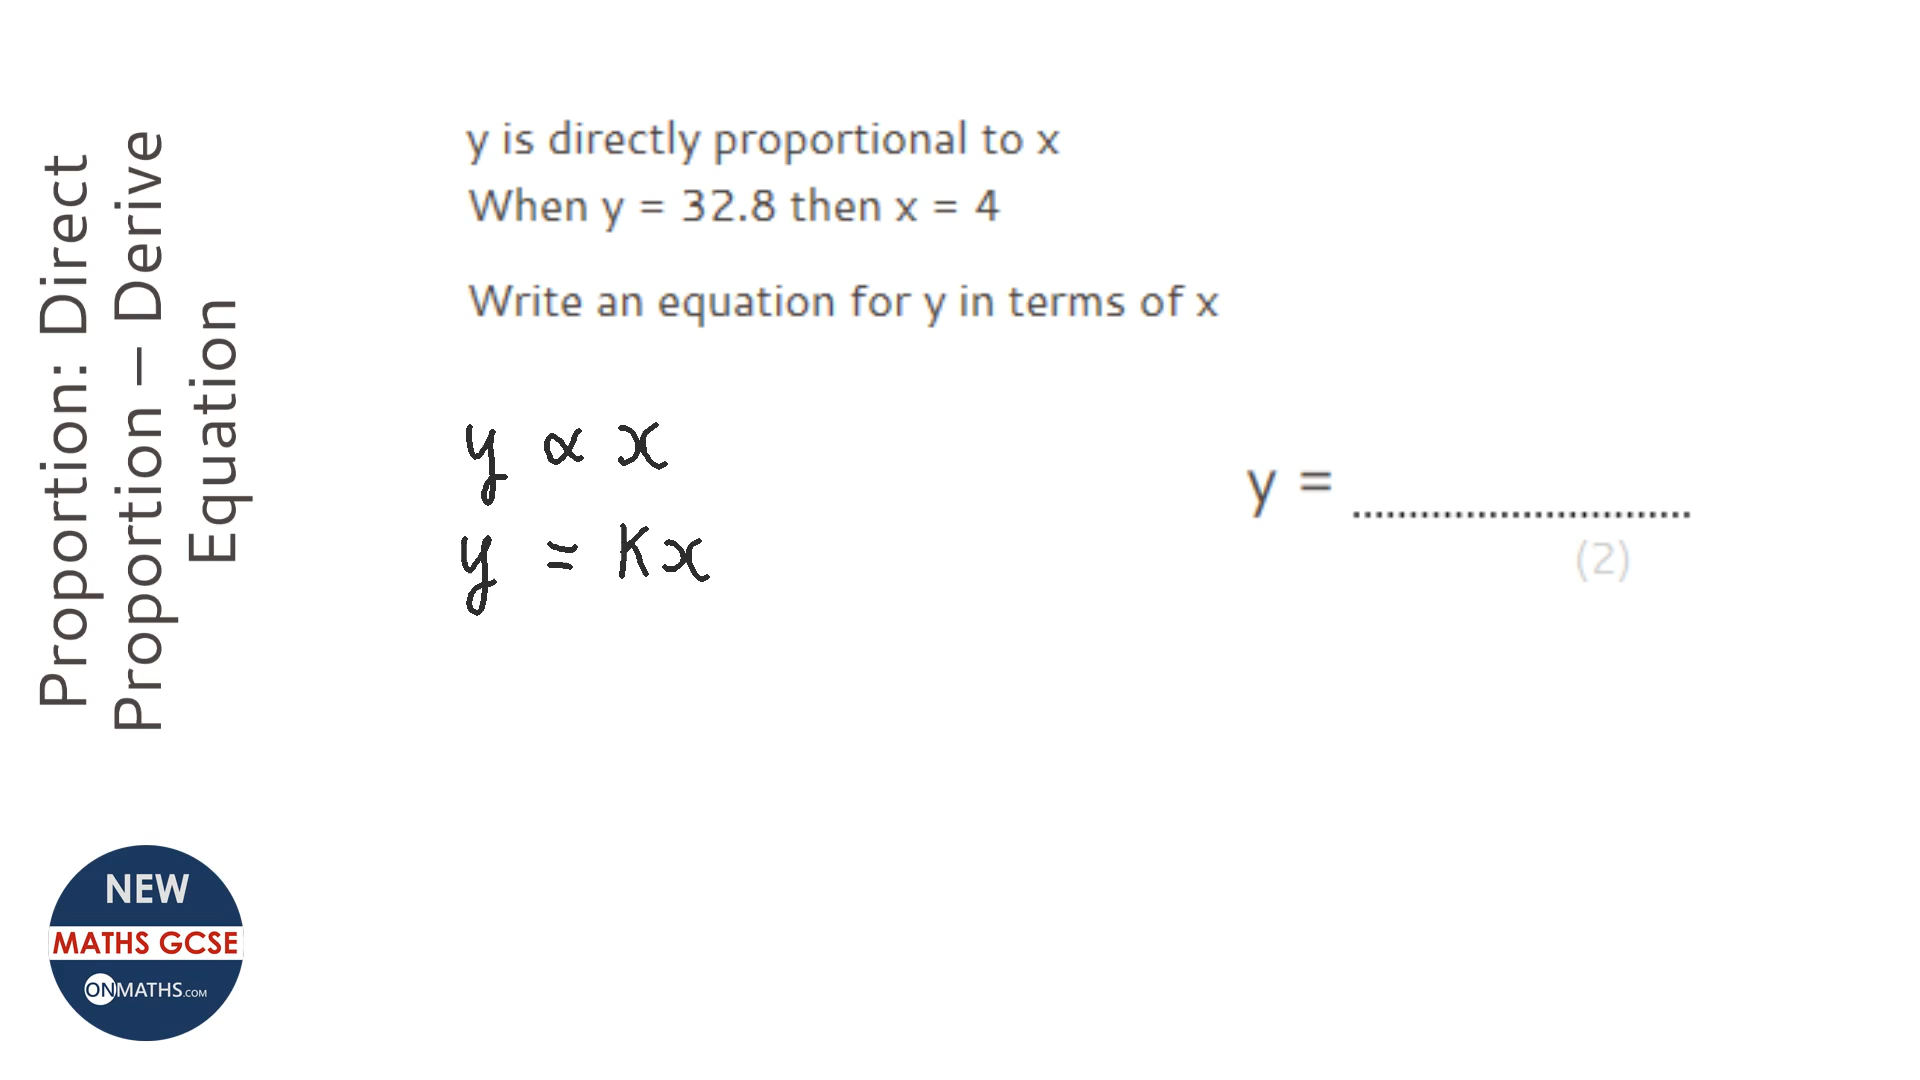 Proportion: Direct
Proportion – Derive
Equation
y is directly proportional to x
When y = 32.8 then x = 4
Write an equation for y in terms of x
y ∝ x
y = kx
y = ..............................
(2)
NEW
MATHS GCSE
ONMATHS.COM